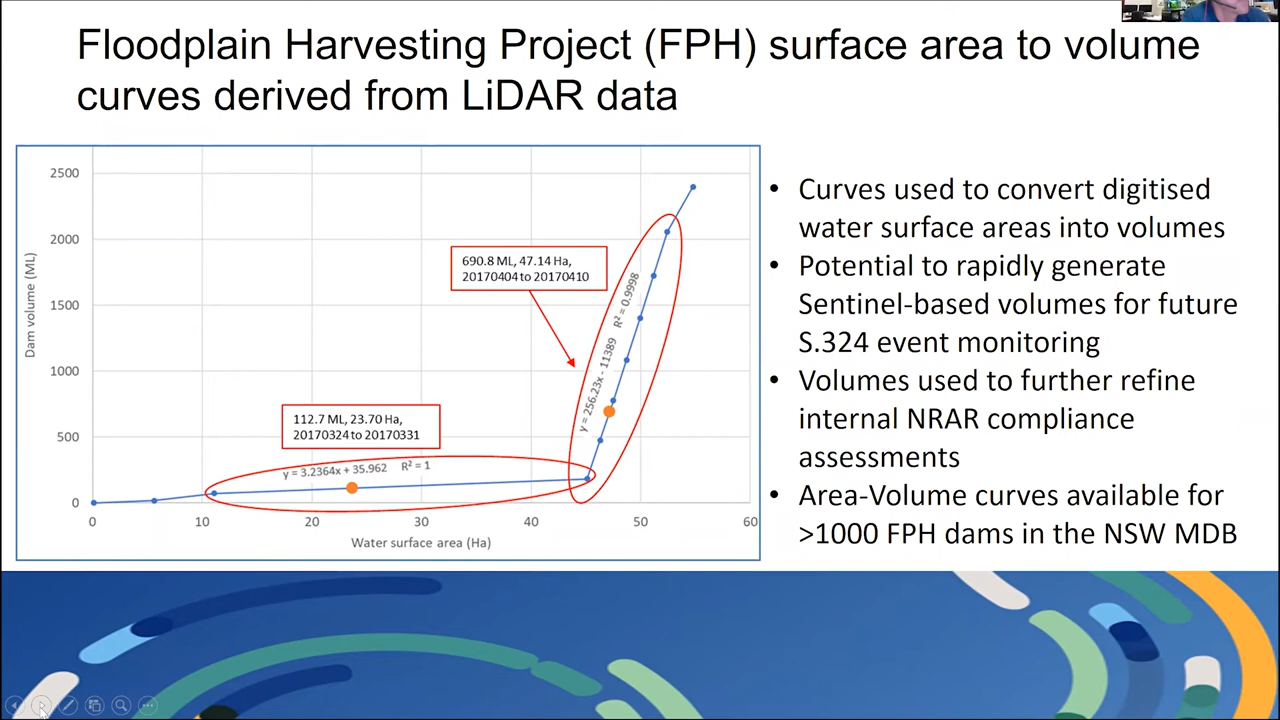 Floodplain Harvesting Project (FPH) surface area to volume
curves derived from LiDAR data
2500
2000
1500
1000
500
0
Dam volume (ML)
690.8 ML, 47.14 Ha,
20170404 to 20170410
y = 256.23x - 11389 R² = 0.9998
112.7 ML, 23.70 Ha,
20170324 to 20170331
y = 3.2364x + 35.962 R² = 1
0 10 20 30 40 50 60
Water surface area (Ha)
• Curves used to convert digitised
water surface areas into volumes
• Potential to rapidly generate
Sentinel-based volumes for future
S.324 event monitoring
• Volumes used to further refine
internal NRAR compliance
assessments
• Area-Volume curves available for
>1000 FPH dams in the NSW MDB